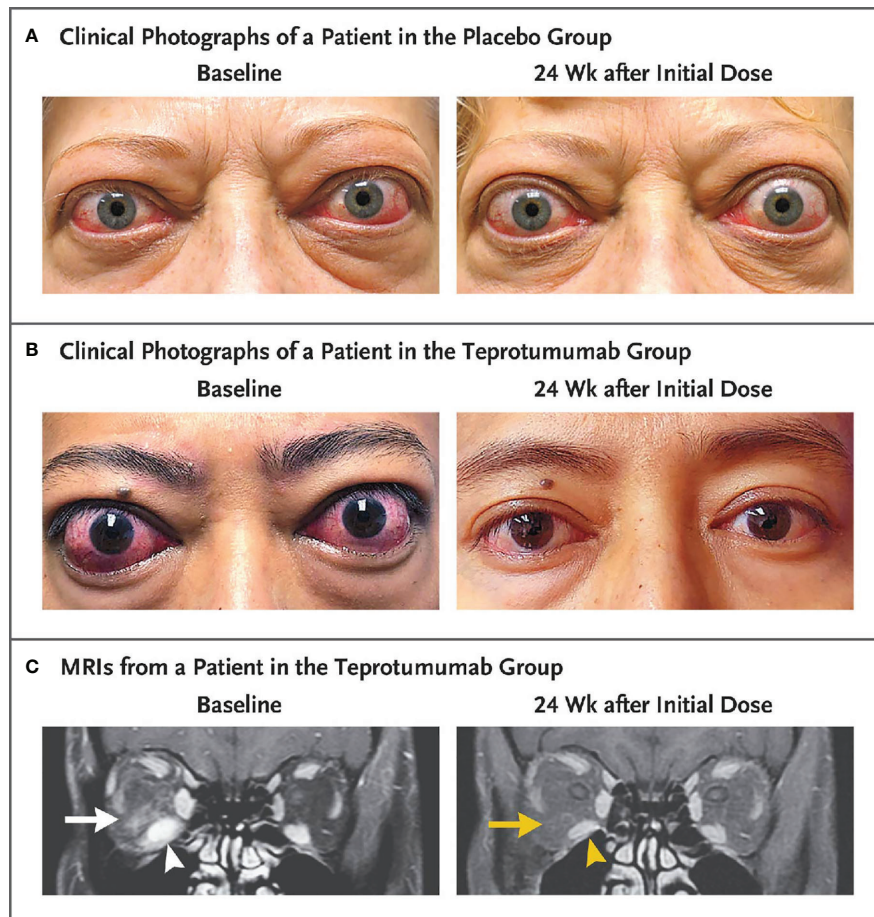 A Clinical Photographs of a Patient in the Placebo Group
Baseline 24 Wk after Initial Dose
B Clinical Photographs of a Patient in the Teprotumumab Group
Baseline 24 Wk after Initial Dose
C MRIs from a Patient in the Teprotumumab Group
Baseline 24 Wk after Initial Dose